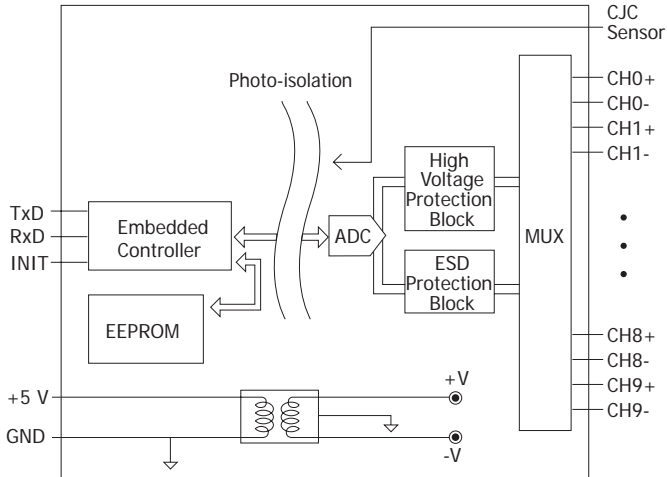 CJC
Sensor
Photo-isolation
CH0+
CH0-
CH1+
CH1-
High
Voltage
Protection
Block
TxD
RxD
INIT
Embedded
Controller
ADC
MUX
ESD
Protection
Block
EEPROM
CH8+
CH8-
CH9+
CH9-
+5 V
GND
+V
-V